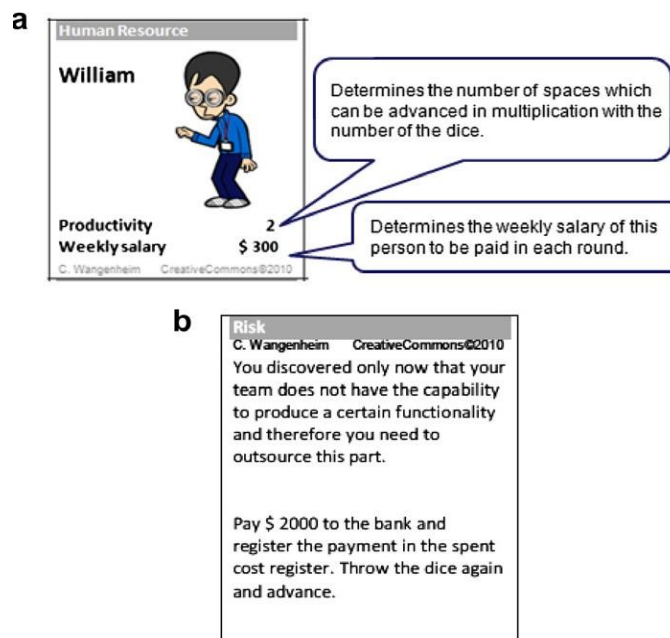 a
Human Resource
William
Determines the number of spaces which
can be advanced in multiplication with the
number of the dice.
Productivity 2
Weekly salary $ 300
Determines the weekly salary of this
person to be paid in each round.
C. Wangenheim CreativeCommons©2010
b
Risk
C. Wangenheim CreativeCommons©2010
You discovered only now that your
team does not have the capability
to produce a certain functionality
and therefore you need to
outsource this part.
Pay $ 2000 to the bank and
register the payment in the spent
cost register. Throw the dice again
and advance.